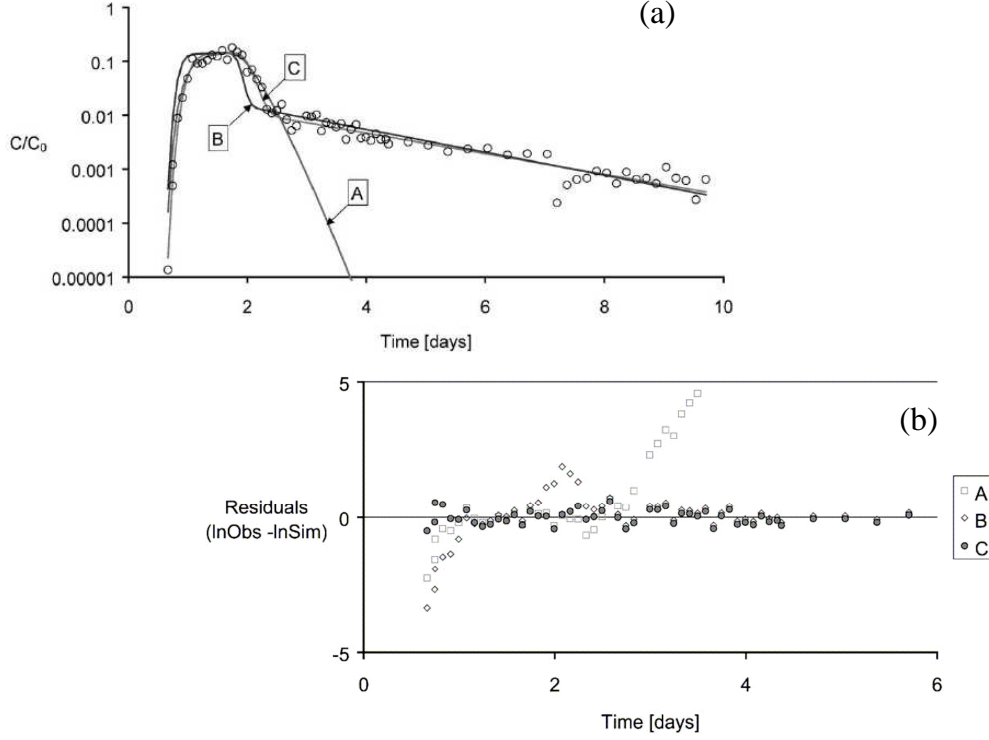 (a)
1
0.1
0.01
0.001
0.0001
0.00001
C/C0
A
B
C
0 2 4 6 8 10
Time [days]
(b)
5
0
-5
Residuals
(lnObs -lnSim)
A
B
C
0 2 4 6
Time [days]